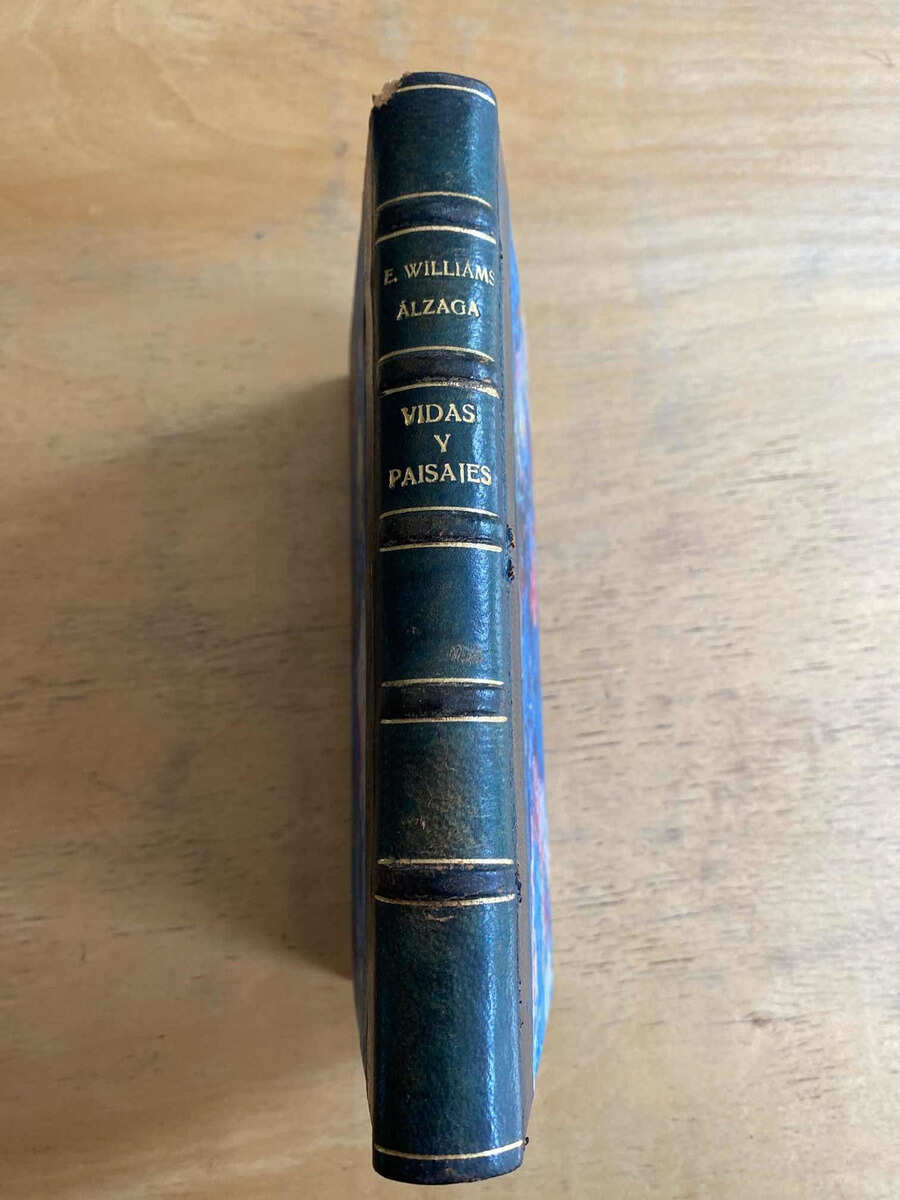 E. WILLIAMS
ÁLZAGA
VIDAS
Y
PAISAJES